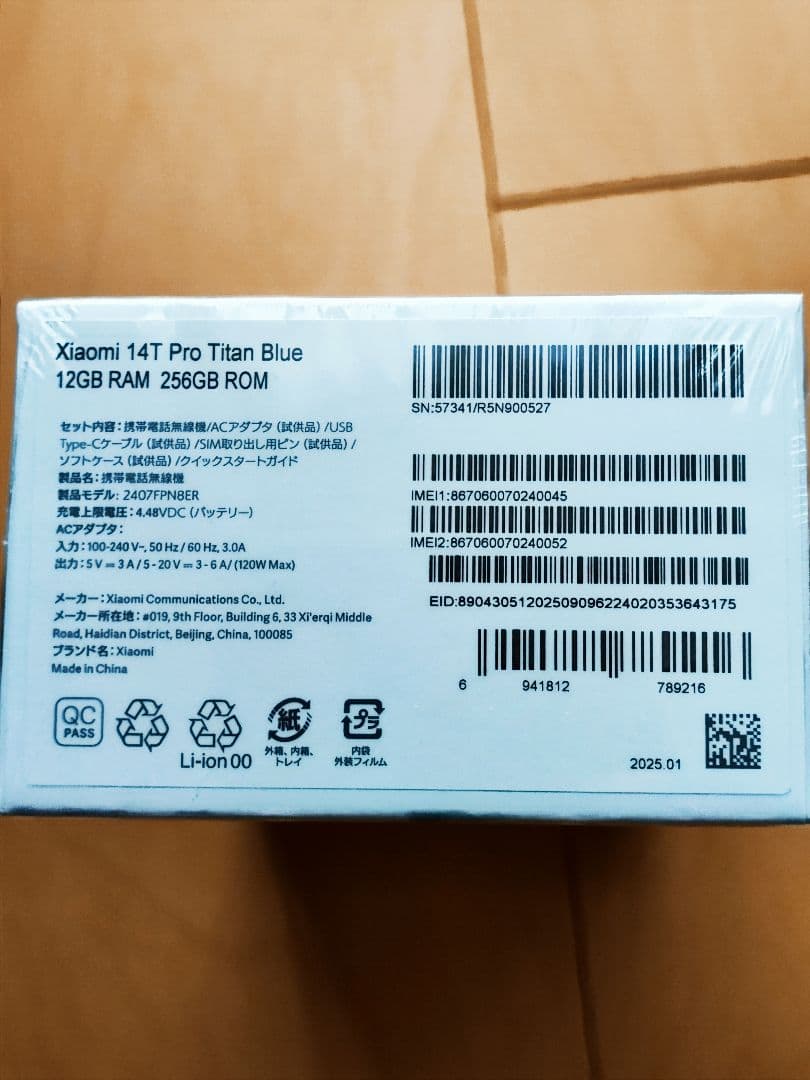 Xiaomi 14T Pro Titan Blue
12GB RAM 256GB ROM
セット内容：携帯電話無線機/ACアダプタ（試供品）/USB
Type-Cケーブル（試供品）/SIM取り出し用ピン（試供品）/
ソフトケース（試供品）/クイックスタートガイド
製品名：携帯電話無線機
製品モデル：2407FPN8ER
充電上限電圧：4.48VDC（バッテリー）
ACアダプタ：
入力：100-240 V~, 50 Hz / 60 Hz, 3.0A
出力：5 V ⎓ 3 A / 5 - 20 V ⎓ 3 - 6 A/ (120W Max)
メーカー：Xiaomi Communications Co., Ltd.
メーカー所在地：#019, 9th Floor, Building 6, 33 Xi'erqi Middle
Road, Haidian District, Beijing, China, 100085
ブランド名：Xiaomi
Made in China
QC
PASS
Li-ion 00
紙
外箱、内箱、
トレイ
プラ
内袋
外装フィルム
SN:57341/R5N900527
IMEI1:867060070240045
IMEI2:867060070240052
EID:89043051202509096224020353643175
6 941812 789216
2025.01